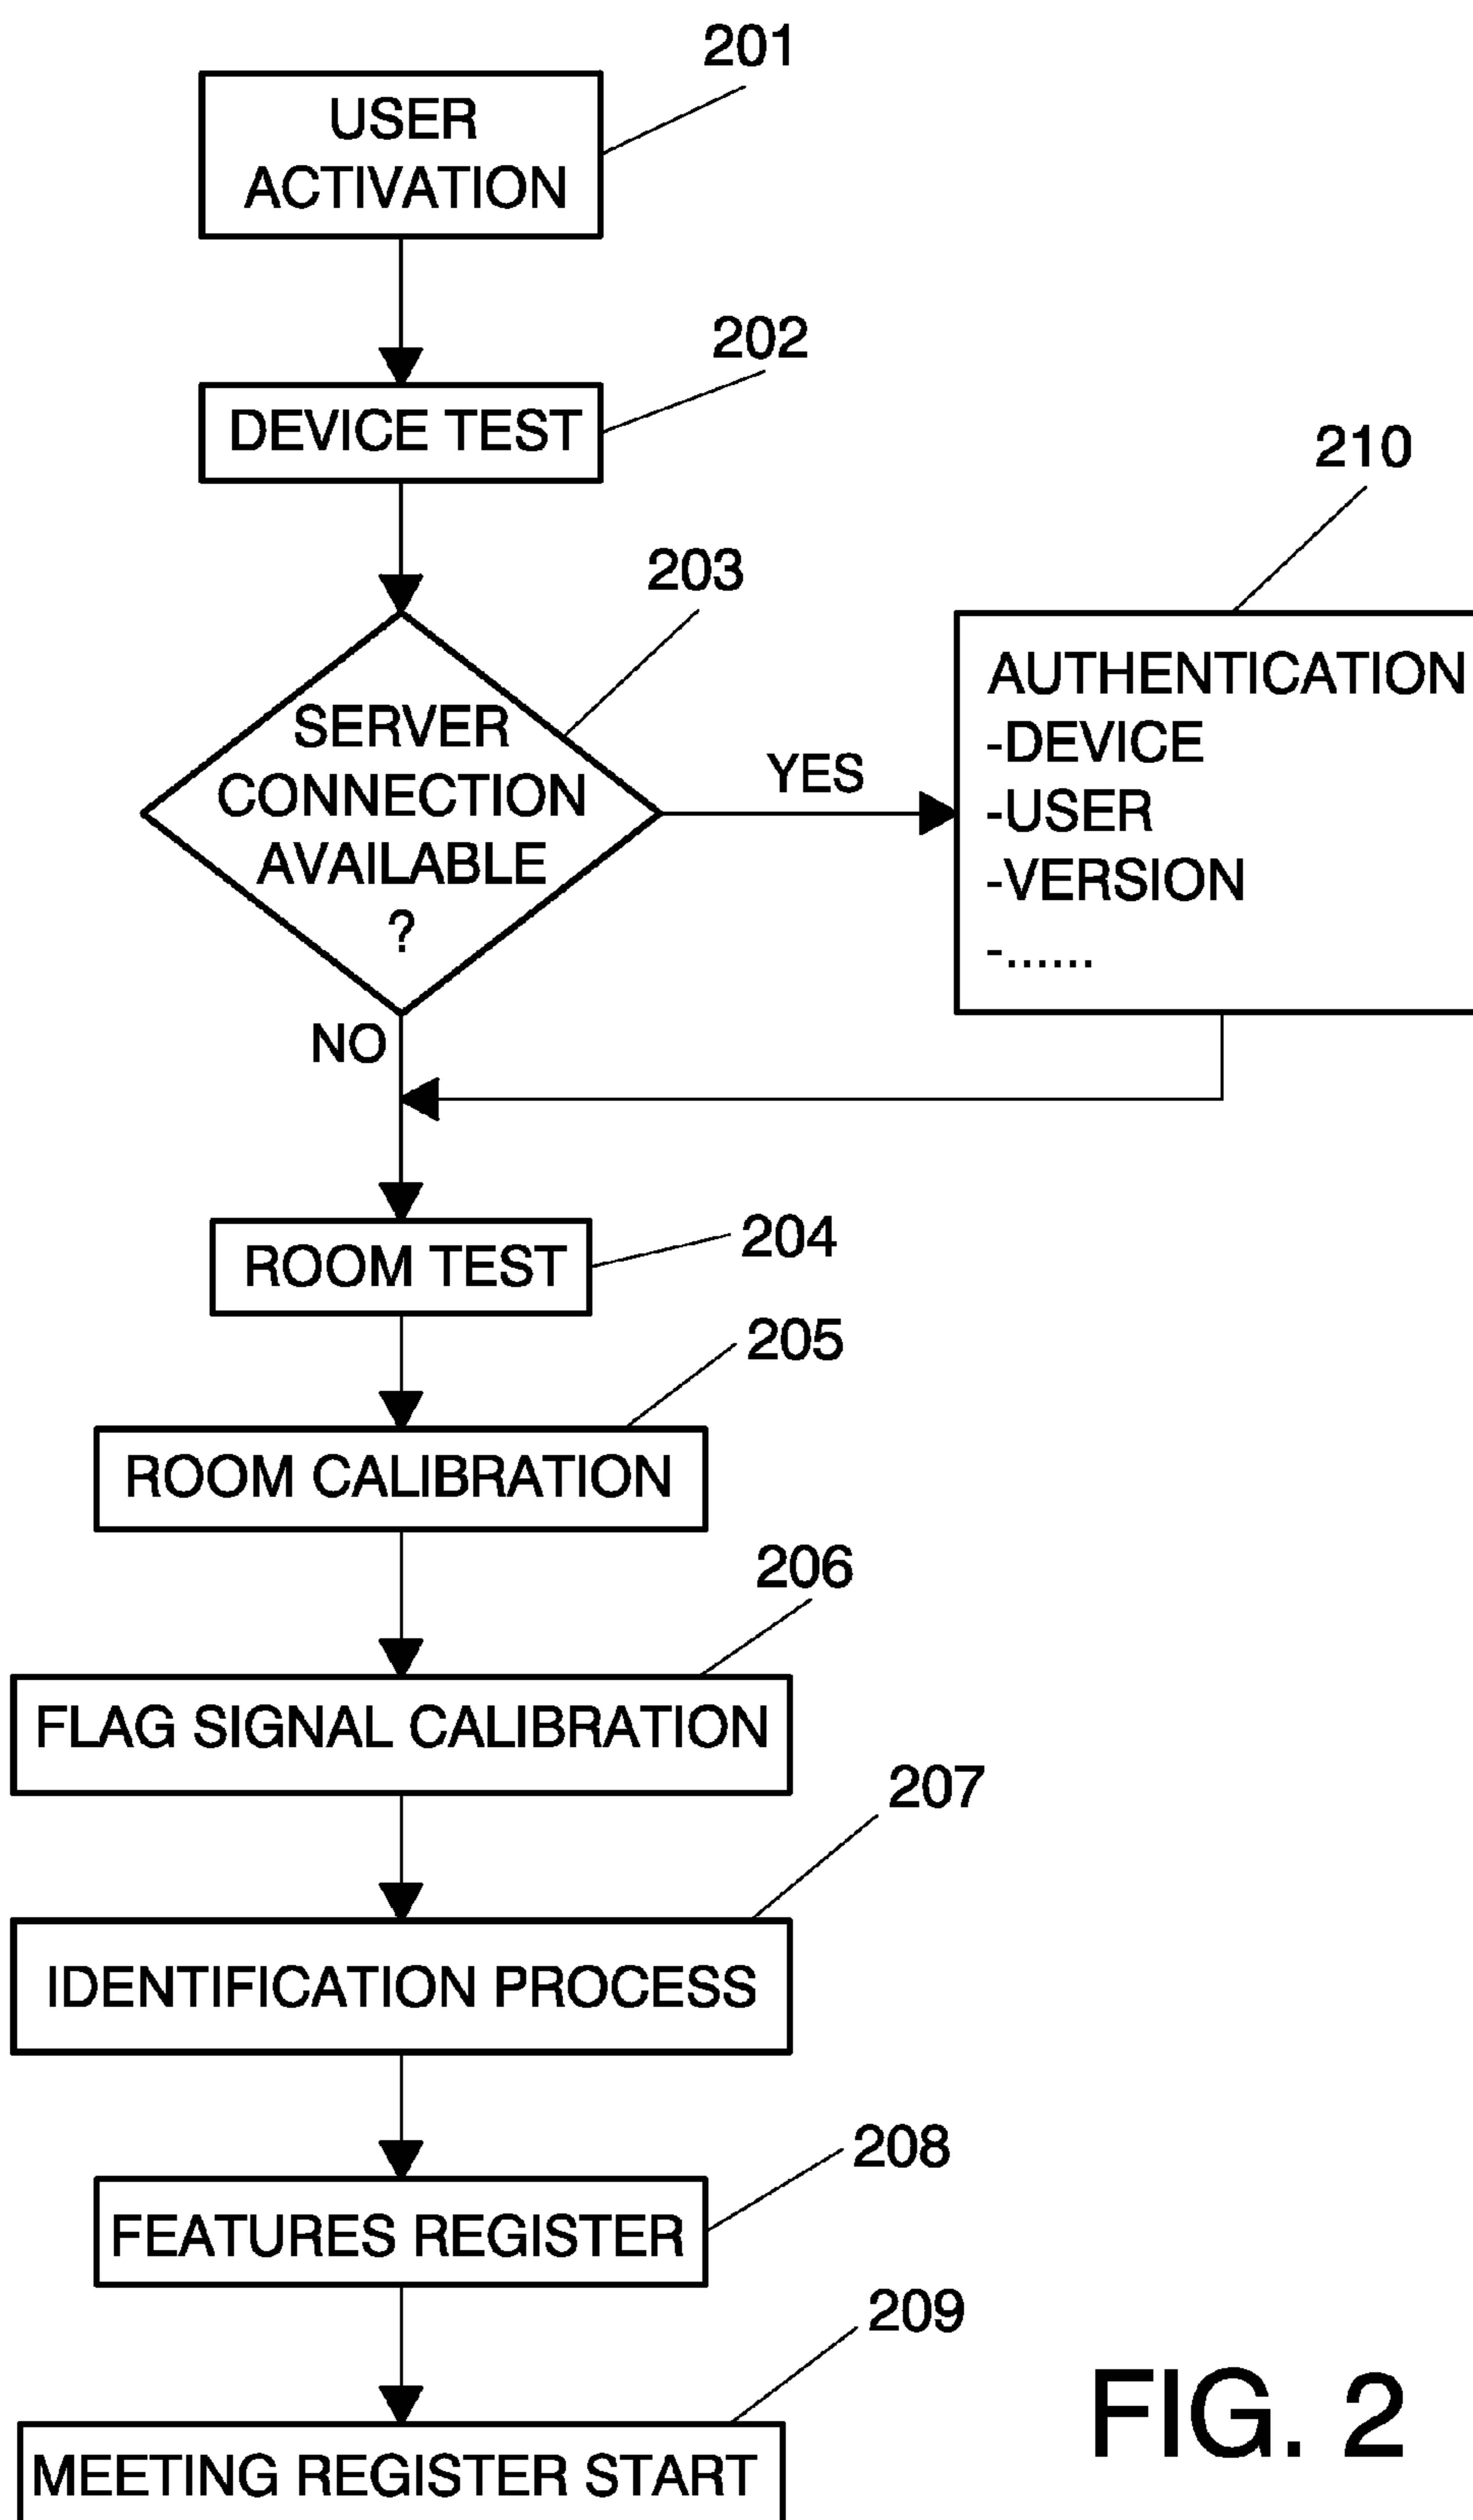 201
USER
ACTIVATION
202
DEVICE TEST
210
203
SERVER
CONNECTION
AVAILABLE
?
YES
AUTHENTICATION
-DEVICE
-USER
-VERSION
-......
NO
204
ROOM TEST
205
ROOM CALIBRATION
206
FLAG SIGNAL CALIBRATION
207
IDENTIFICATION PROCESS
208
FEATURES REGISTER
209
MEETING REGISTER START
FIG. 2